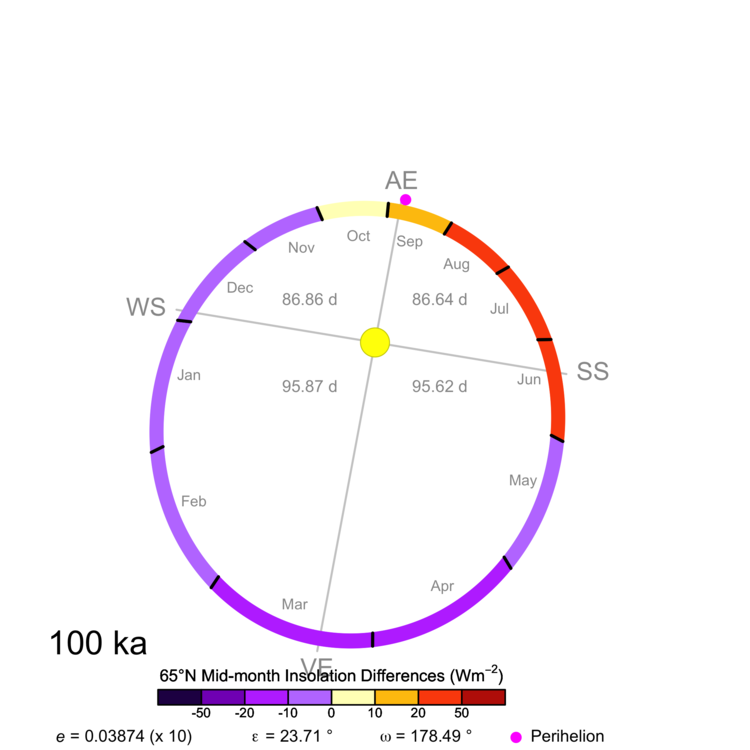 AE
Oct
Sep
Nov
Aug
Dec
86.86 d
86.64 d
WS
Jul
SS
Jan
95.87 d
95.62 d
Jun
May
Feb
Apr
Mar
100 ka
VE
65°N Mid-month Insolation Differences (Wm⁻²)
-50 -20 -10 0 10 20 50
e = 0.03874 (x 10) ε = 23.71 ° ω = 178.49 ° Perihelion